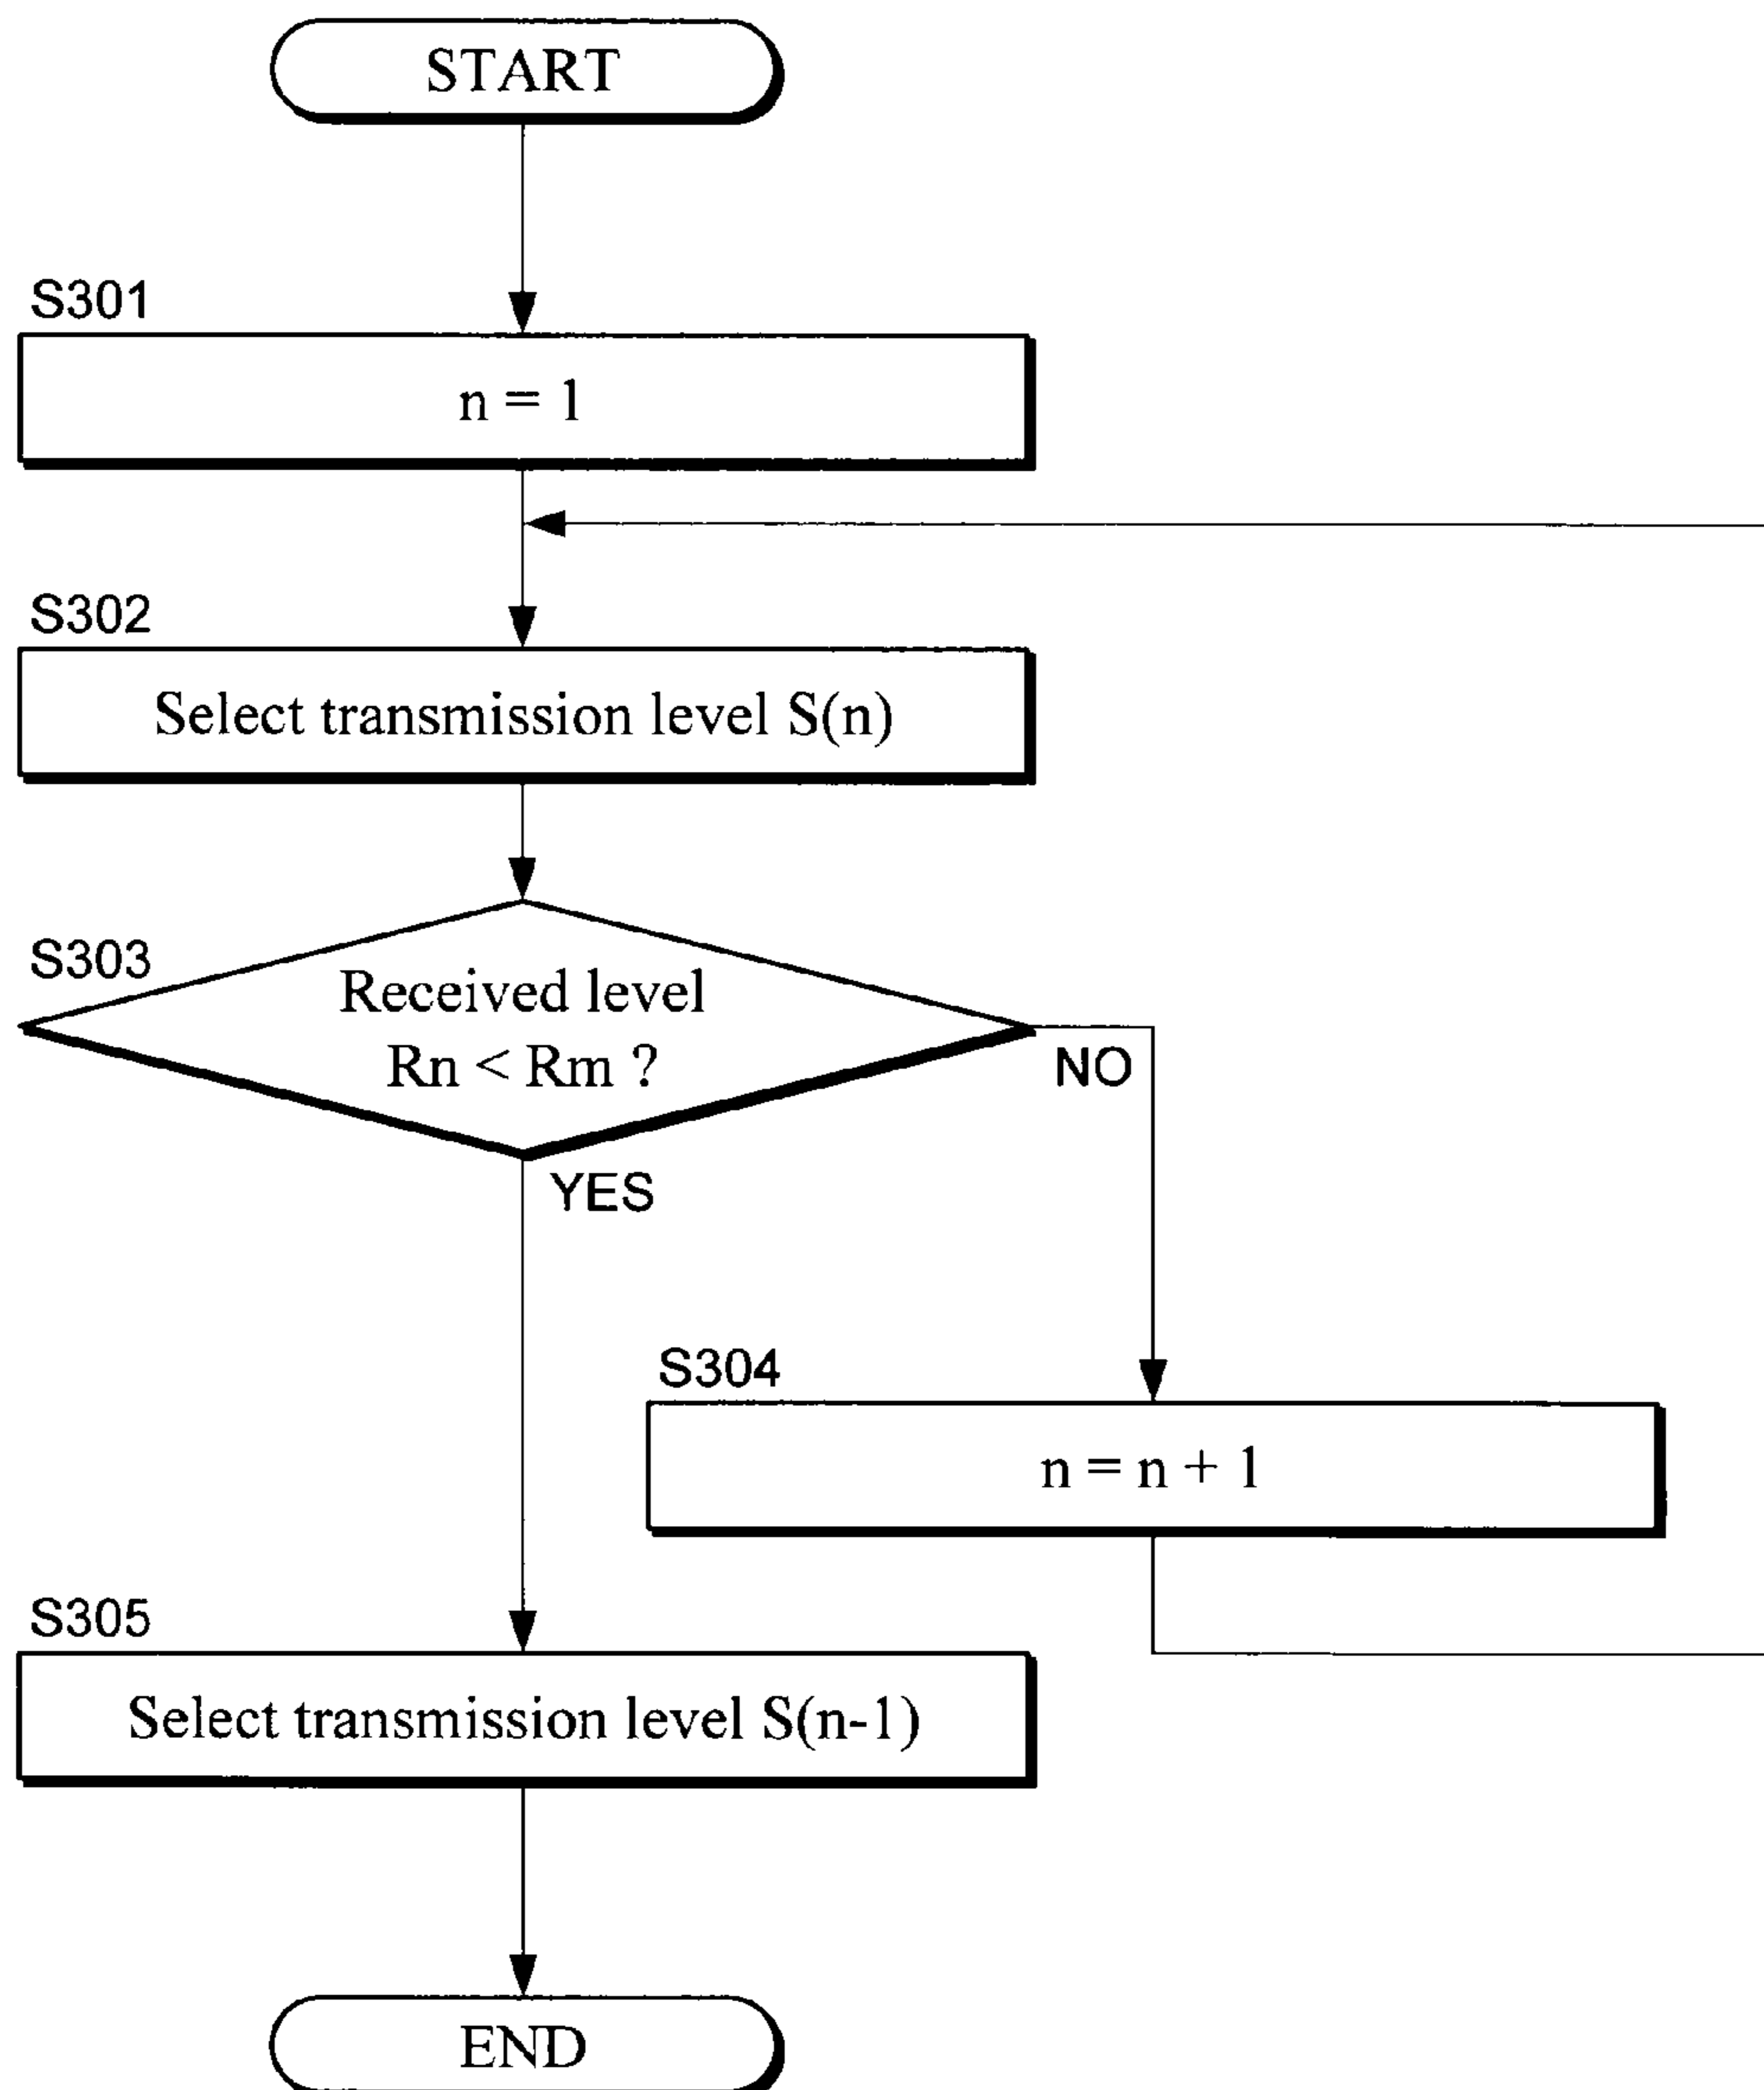 START
S301
n = 1
S302
Select transmission level S(n)
S303
Received level
Rn < Rm ?
NO
YES
S304
n = n + 1
S305
Select transmission level S(n-1)
END